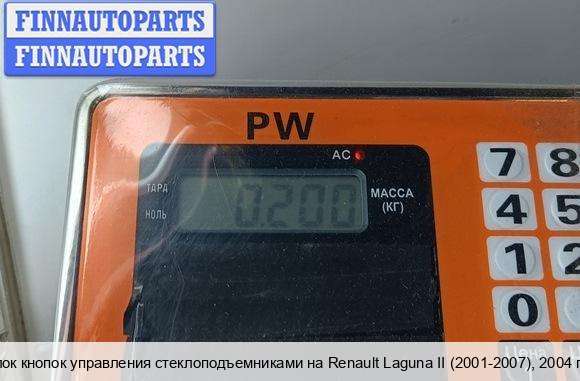 FINNAUTOPARTS
FINNAUTOPARTS
PW
AC
ТАРА
НОЛЬ
0.200
МАССА
(КГ)
7 8
4 5
1 2
0
Цена
кнопок управления стеклоподъемниками на Renault Laguna II (2001-2007), 2004